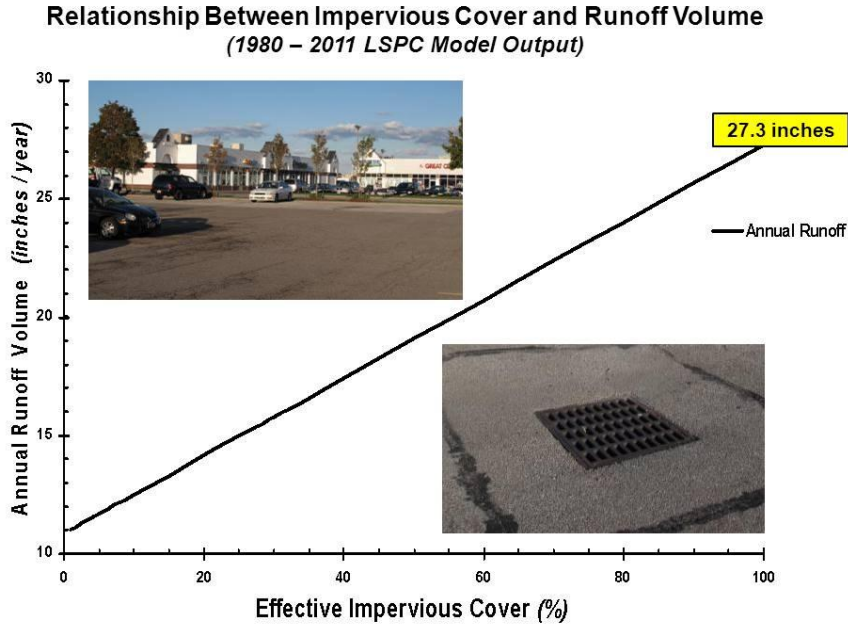 Relationship Between Impervious Cover and Runoff Volume
(1980 – 2011 LSPC Model Output)
Annual Runoff Volume (inches / year)
30
25
20
15
10
27.3 inches
Annual Runoff
GREAT
0
20
40
60
80
100
Effective Impervious Cover (%)